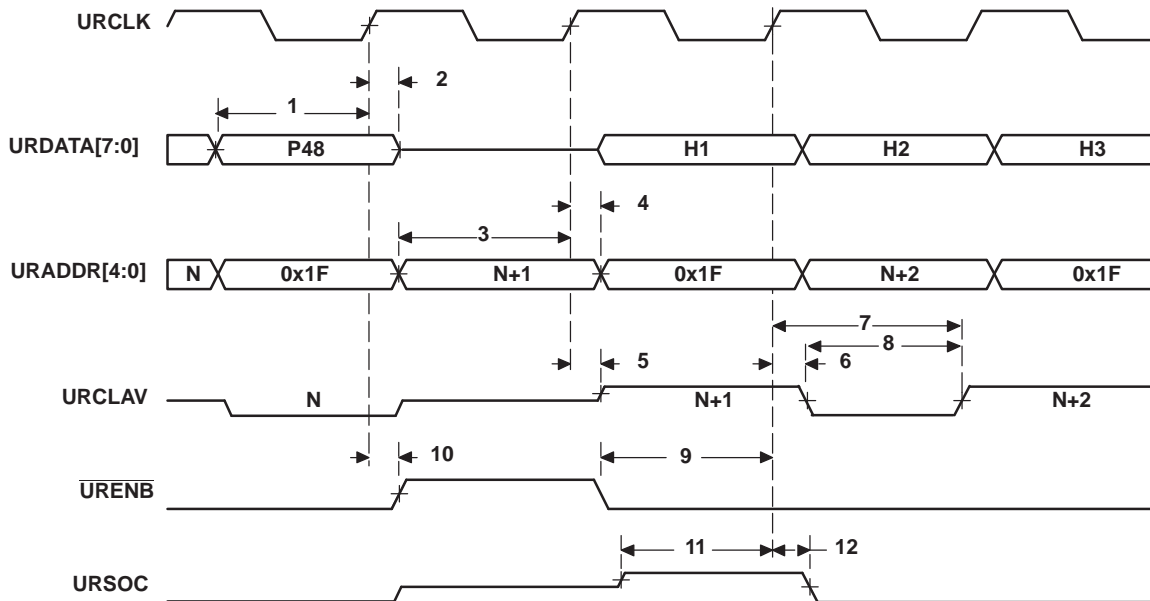 URCLK
2
1
URDATA[7:0] P48 H1 H2 H3
4
3
URADDR[4:0] N 0x1F N+1 0x1F N+2 0x1F
7
8
5 6
URCLAV N N+1 N+2
10 9
URENB
11 12
URSOC